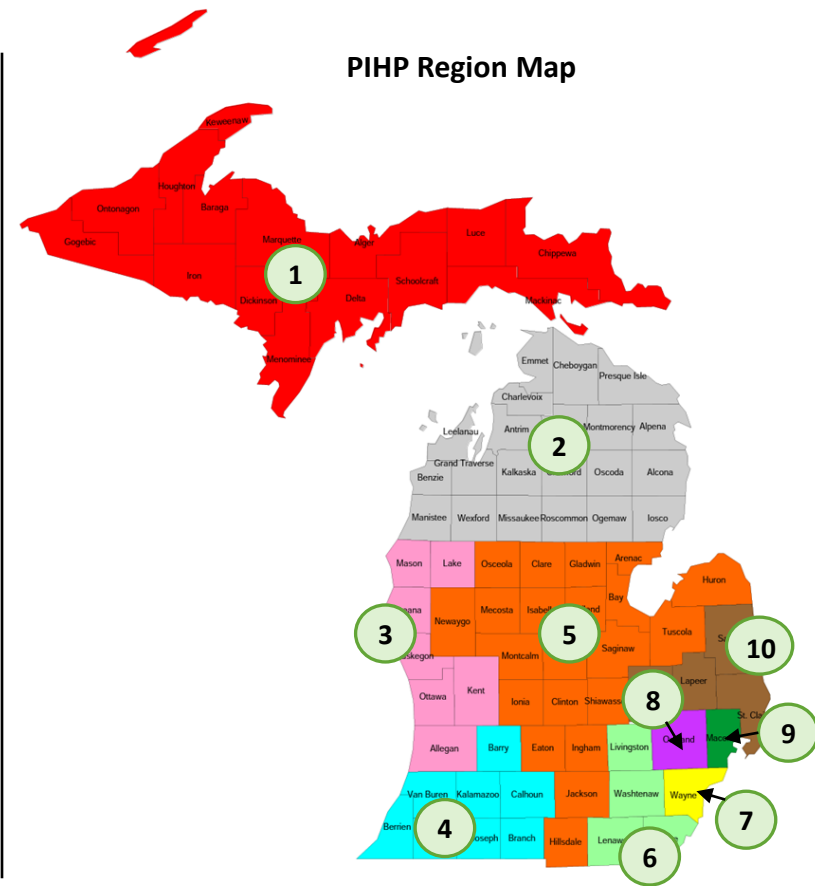 PIHP Region Map
Keweenaw
Houghton
Ontonagon
Baraga
Gogebic
Marquette
Alger
Luce
Chippewa
Iron
1
Schoolcraft
Dickinson
Delta
Mackinac
Menominee
Emmet
Cheboygan
Presque Isle
Charlevoix
Leelanau
Antrim
2
Montmorency
Alpena
Grand Traverse
Benzie
Kalkaska
Oscoda
Alcona
Manistee
Wexford
Missaukee
Roscommon
Ogemaw
Iosco
Mason
Lake
Osceola
Clare
Gladwin
Arenac
Huron
Bay
Newaygo
Mecosta
3
5
Tuscola
10
Saginaw
Montcalm
Lapeer
Ottawa
Kent
Ionia
Clinton
8
9
Allegan
Barry
Eaton
Ingham
Livingston
Van Buren
Kalamazoo
Calhoun
Jackson
Washtenaw
Wayne
7
Berrien
4
Branch
Hillsdale
6